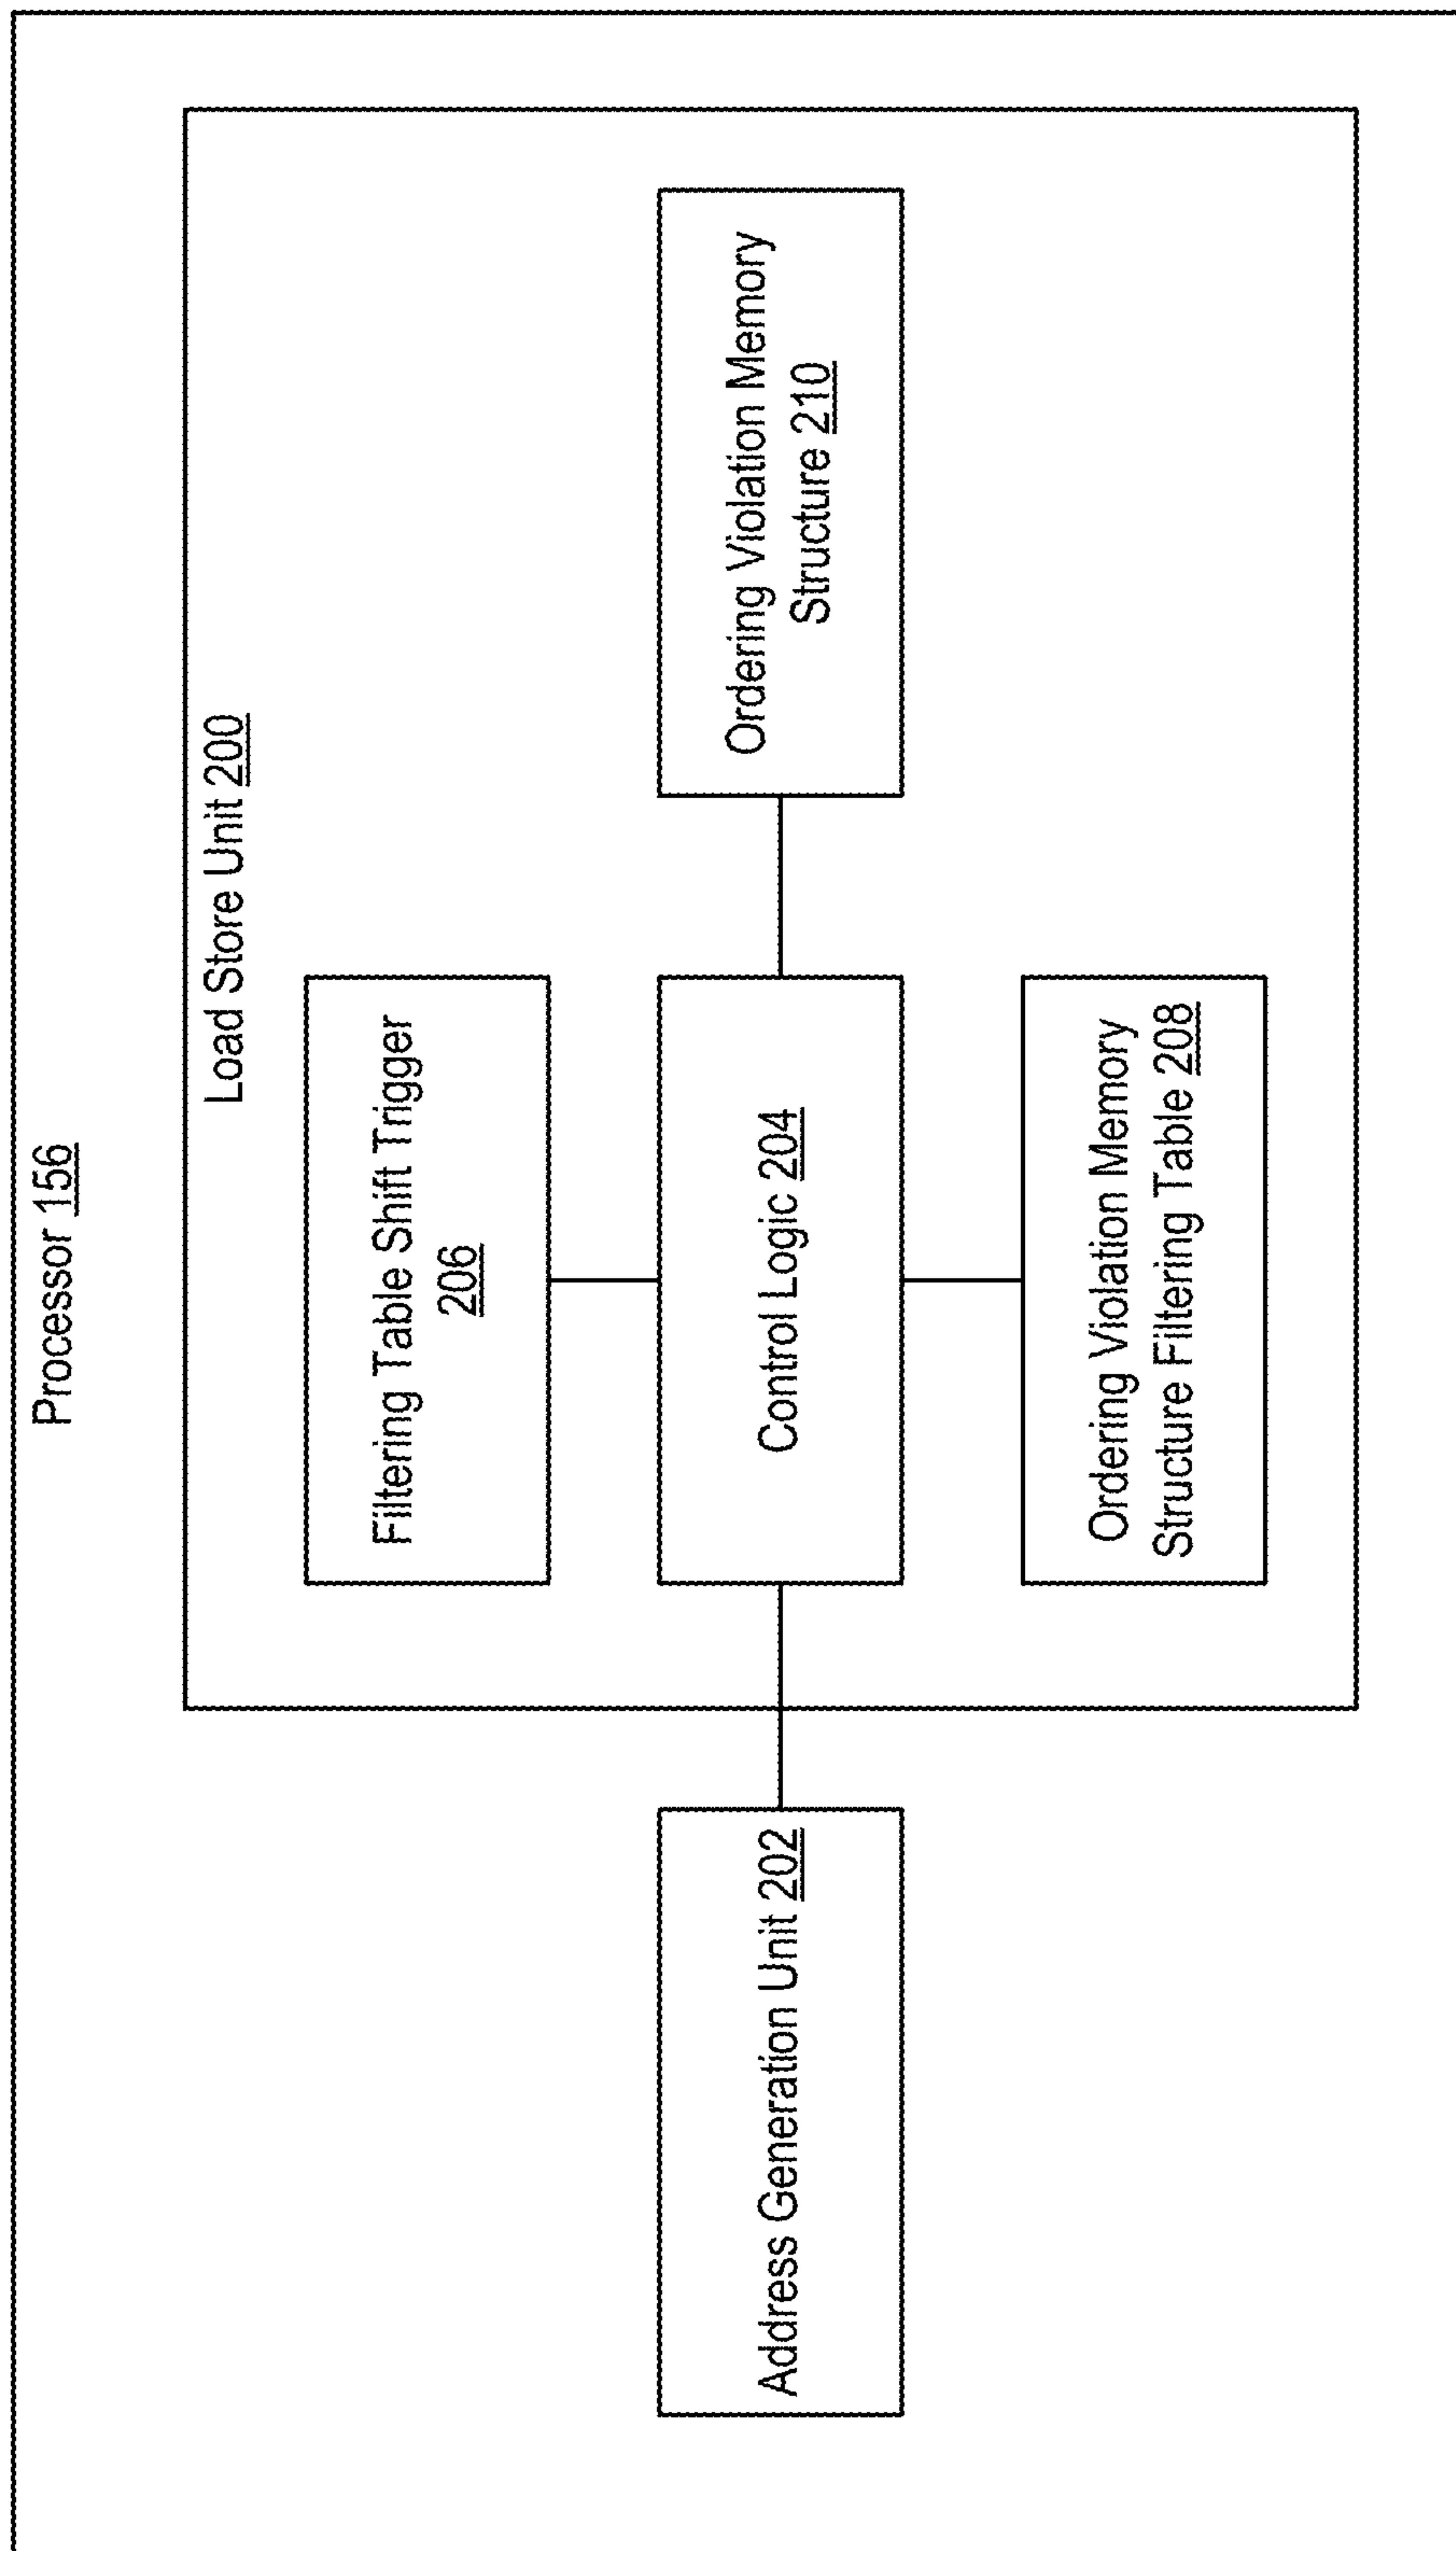 Processor 156
Load Store Unit 200
Filtering Table Shift Trigger
206
Address Generation Unit 202
Control Logic 204
Ordering Violation Memory
Structure 210
Ordering Violation Memory
Structure Filtering Table 208